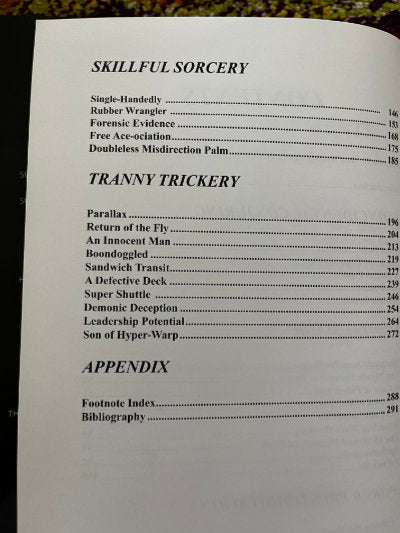 SKILLFUL SORCERY
Single-Handedly ........................................ 146
Rubber Wrangler ........................................ 153
Forensic Evidence ........................................ 168
Free Ace-ociation ........................................ 175
Doubleless Misdirection Palm ........................................ 185
TRANNY TRICKERY
Parallax ........................................ 196
Return of the Fly ........................................ 204
An Innocent Man ........................................ 213
Boondoggled ........................................ 219
Sandwich Transit ........................................ 227
A Defective Deck ........................................ 239
Super Shuttle ........................................ 246
Demonic Deception ........................................ 254
Leadership Potential ........................................ 264
Son of Hyper-Warp ........................................ 272
APPENDIX
Footnote Index ........................................ 288
Bibliography ........................................ 291